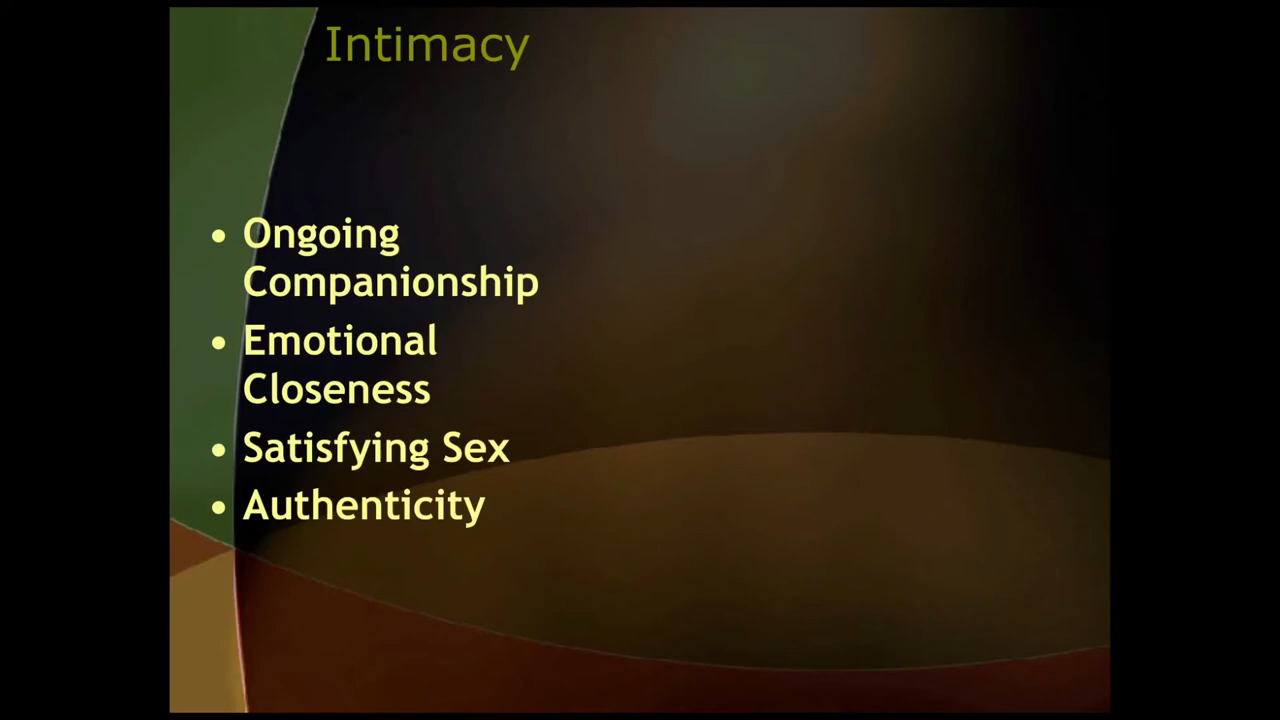 Intimacy
• Ongoing
Companionship
• Emotional
Closeness
• Satisfying Sex
• Authenticity